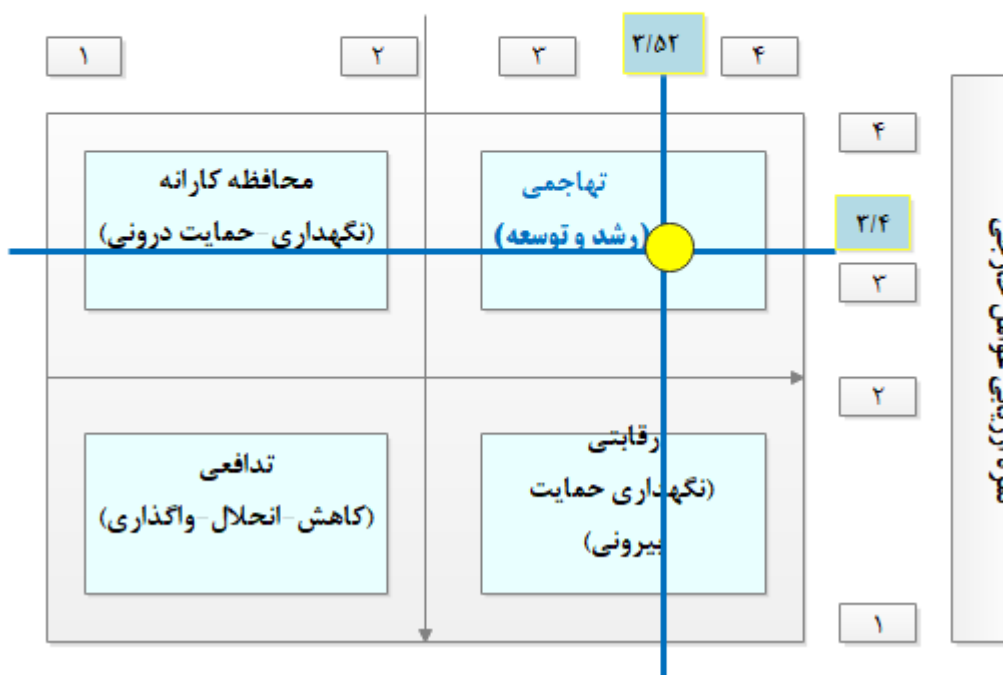 ۱
۲
۳
۳/۵۲
۴
محافظه کارانه
(نگهداری-حمایت درونی)
تهاجمی
(رشد و توسعه)
۴
۳/۴
۳
۲
۱
تدافعی
(کاهش-انحلال-واگذاری)
رقابتی
(نگهداری حمایت
بیرونی)